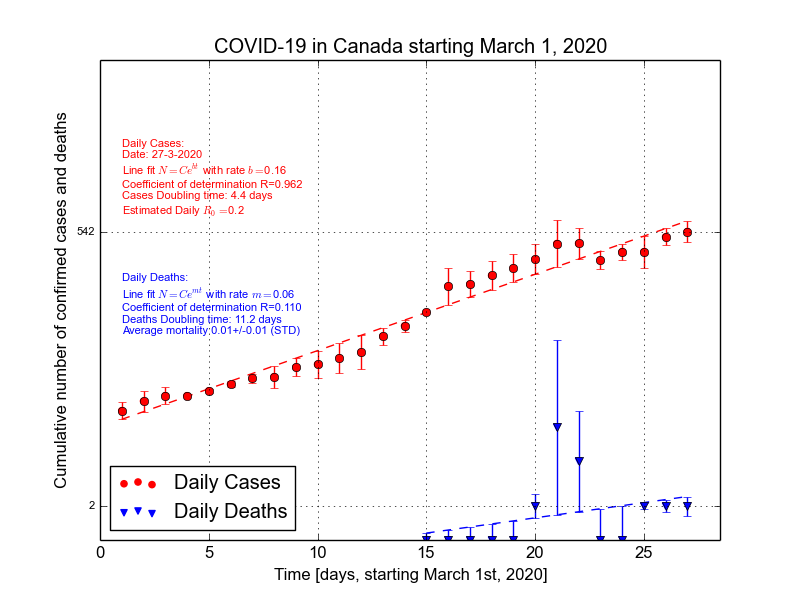 COVID-19 in Canada starting March 1, 2020
Cumulative number of confirmed cases and deaths
Daily Cases:
Date: 27-3-2020
Line fit N = Ce^{bt} with rate b =0.16
Coefficient of determination R=0.962
Cases Doubling time: 4.4 days
Estimated Daily R_0 =0.2
542
Daily Deaths:
Line fit N = Ce^{mt} with rate m =0.06
Coefficient of determination R=0.110
Deaths Doubling time: 11.2 days
Average mortality:0.01+/-0.01 (STD)
Daily Cases
Daily Deaths
2
0 5 10 15 20 25
Time [days, starting March 1st, 2020]